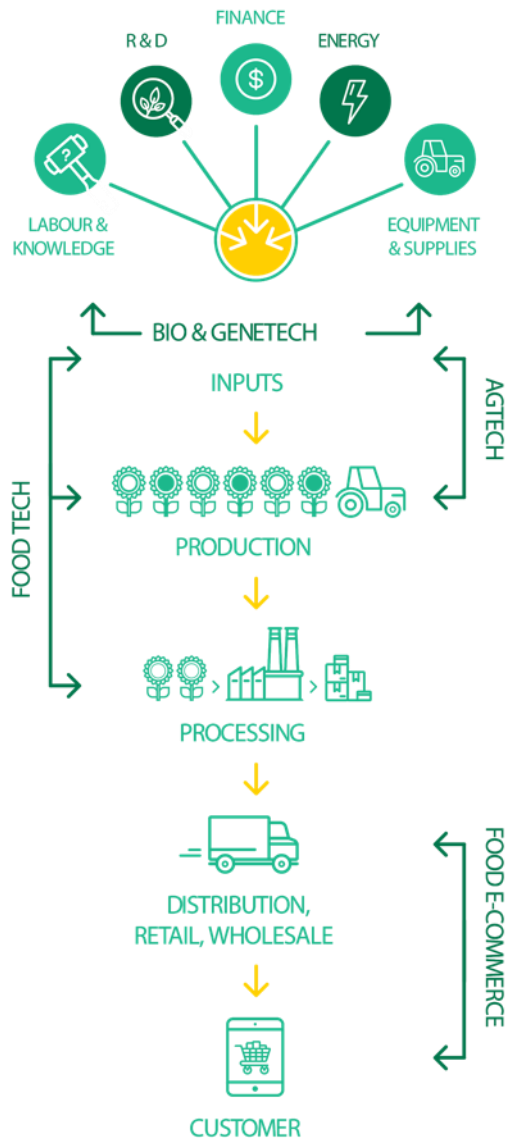 FINANCE
R & D
ENERGY
$
?
LABOUR &
KNOWLEDGE
EQUIPMENT
& SUPPLIES
BIO & GENETECH
INPUTS
AGTECH
FOOD TECH
PRODUCTION
PROCESSING
DISTRIBUTION,
RETAIL, WHOLESALE
FOOD E-COMMERCE
CUSTOMER